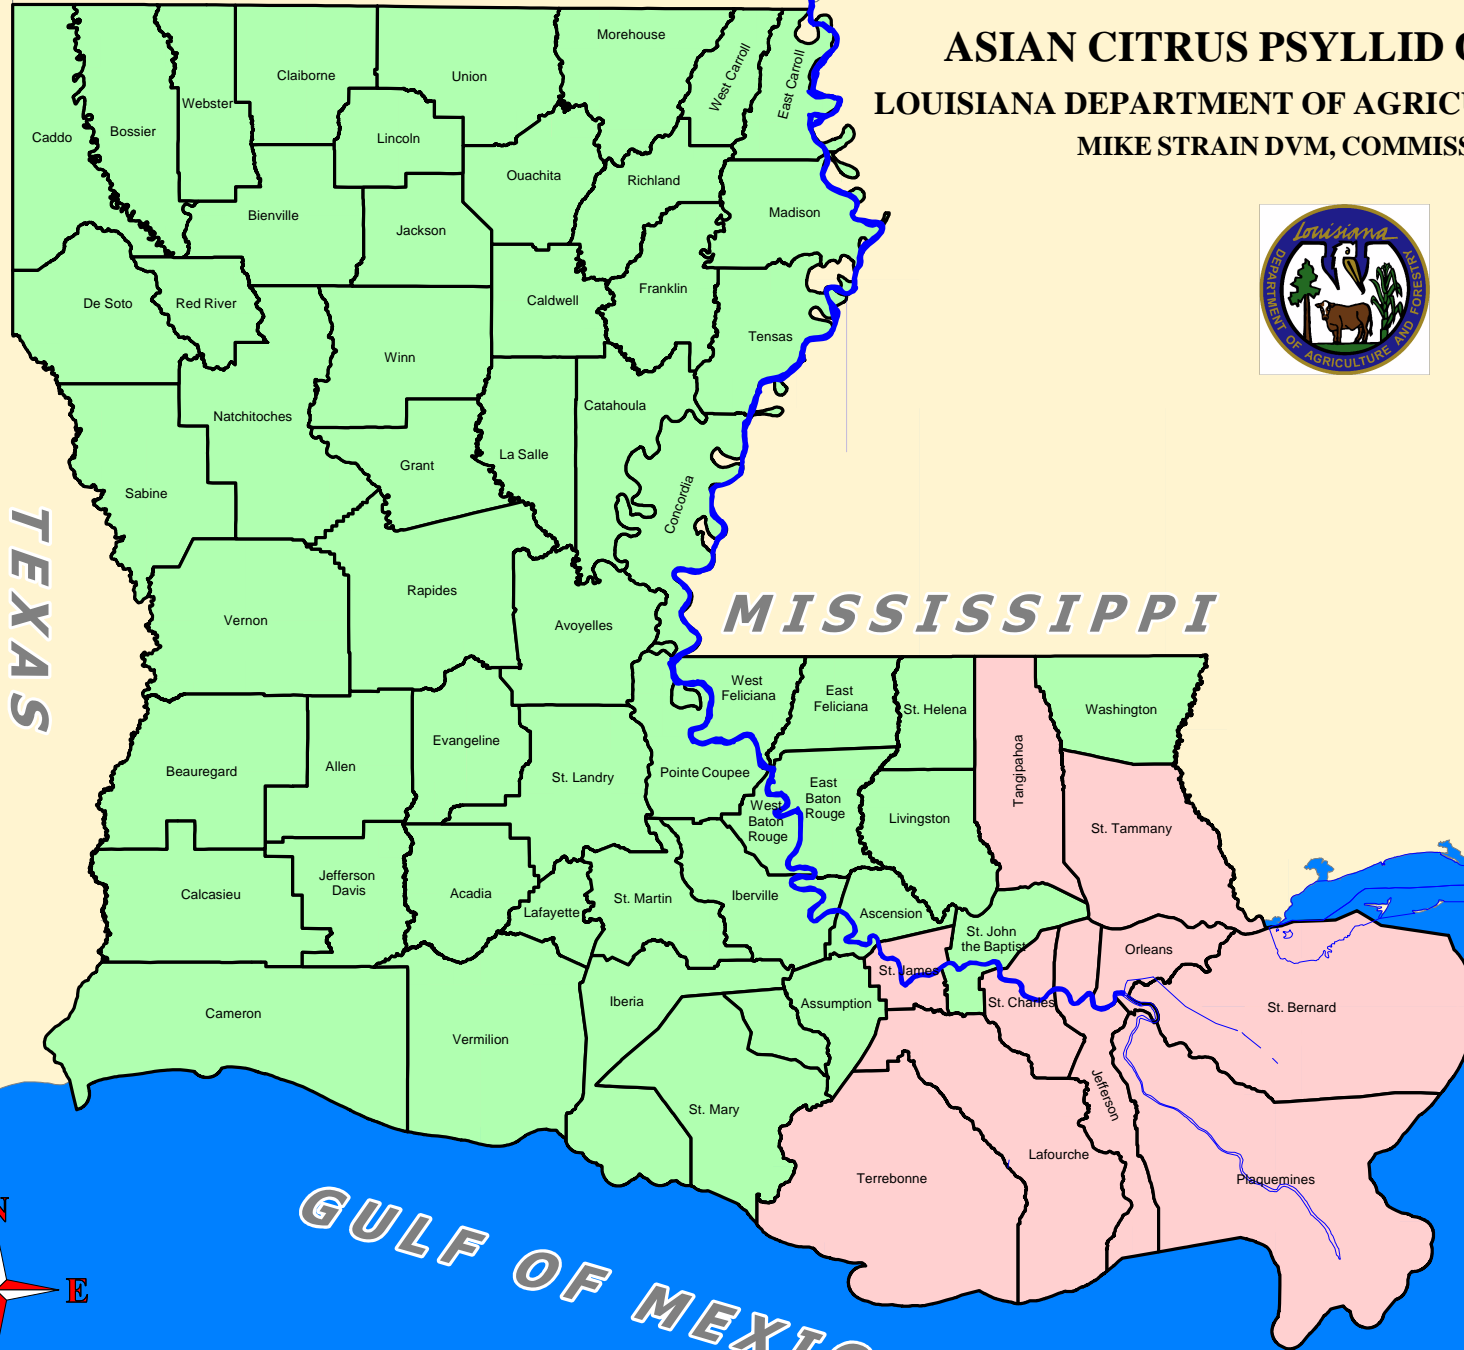 ASIAN CITRUS PSYLLID
LOUISIANA DEPARTMENT OF AGRIC
MIKE STRAIN DVM, COMMISS
Louisiana
DEPARTMENT OF AGRICULTURE AND FORESTRY
Morehouse
West Carroll
East Carroll
Claiborne
Union
Webster
Caddo
Bossier
Lincoln
Ouachita
Richland
Madison
Bienville
Jackson
De Soto
Red River
Caldwell
Franklin
Tensas
Winn
Natchitoches
Catahoula
Grant
La Salle
Sabine
Concordia
TEXAS
Rapides
Vernon
Avoyelles
MISSISSIPPI
West
Feliciana
East
Feliciana
St. Helena
Washington
Tangipahoa
Evangeline
Beauregard
Allen
St. Landry
Pointe Coupee
West
Baton
Rouge
East
Baton
Rouge
Livingston
St. Tammany
Calcasieu
Jefferson
Davis
Acadia
Lafayette
St. Martin
Iberville
Ascension
St. John
the Baptist
Orleans
St. James
St. Charles
St. Bernard
Cameron
Vermilion
Iberia
Assumption
St. Mary
Jefferson
Lafourche
Terrebonne
Plaquemines
GULF OF MEXIC
N
E